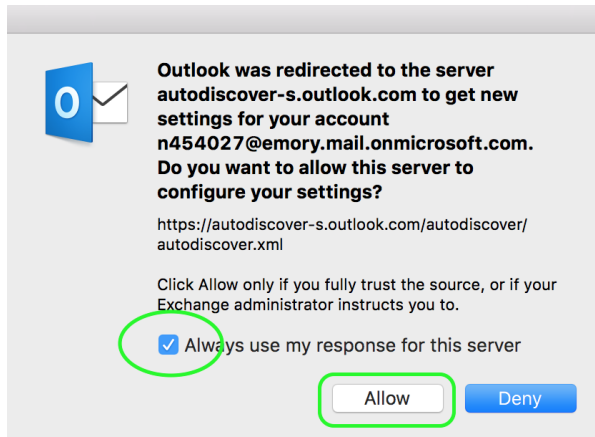 Outlook was redirected to the server
autodiscover-s.outlook.com to get new
settings for your account
n454027@emory.mail.onmicrosoft.com.
Do you want to allow this server to
configure your settings?
https://autodiscover-s.outlook.com/autodiscover/
autodiscover.xml
Click Allow only if you fully trust the source, or if your
Exchange administrator instructs you to.
Always use my response for this server
Allow
Deny